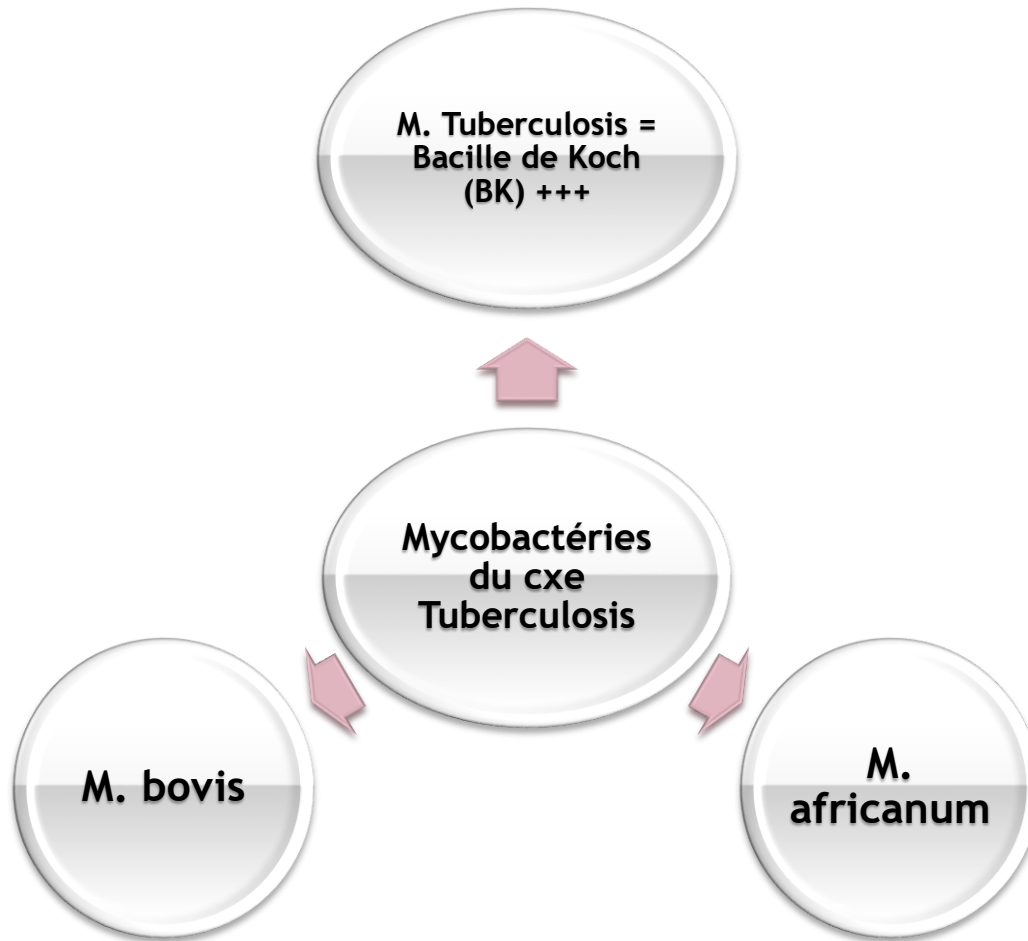 M. Tuberculosis =
Bacille de Koch
(BK) +++
Mycobactéries
du cxe
Tuberculosis
M. bovis
M.
africanum